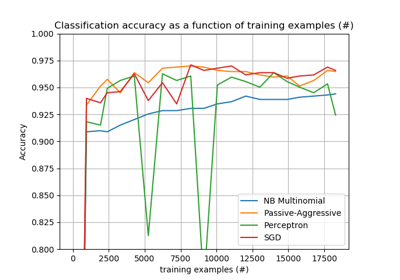 Classification accuracy as a function of training examples (#)
1.000
0.975
0.950
0.925
0.900
0.875
0.850
0.825
0.800
Accuracy
NB Multinomial
Passive-Aggressive
Perceptron
SGD
0 2500 5000 7500 10000 12500 15000 17500
training examples (#)